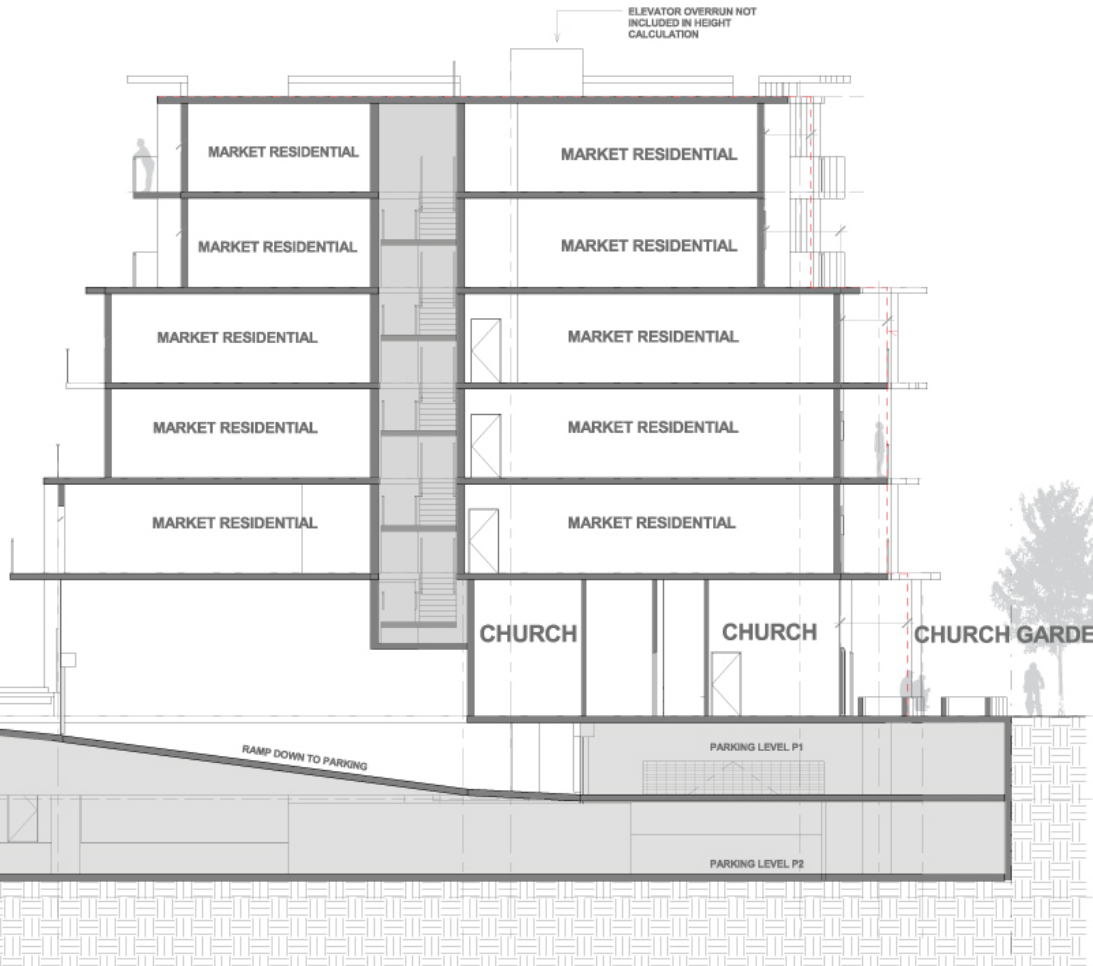 ELEVATOR OVERRUN NOT
INCLUDED IN HEIGHT
CALCULATION
MARKET RESIDENTIAL
MARKET RESIDENTIAL
MARKET RESIDENTIAL
MARKET RESIDENTIAL
MARKET RESIDENTIAL
MARKET RESIDENTIAL
MARKET RESIDENTIAL
MARKET RESIDENTIAL
MARKET RESIDENTIAL
MARKET RESIDENTIAL
CHURCH
CHURCH
CHURCH GARDE
RAMP DOWN TO PARKING
PARKING LEVEL P1
PARKING LEVEL P2